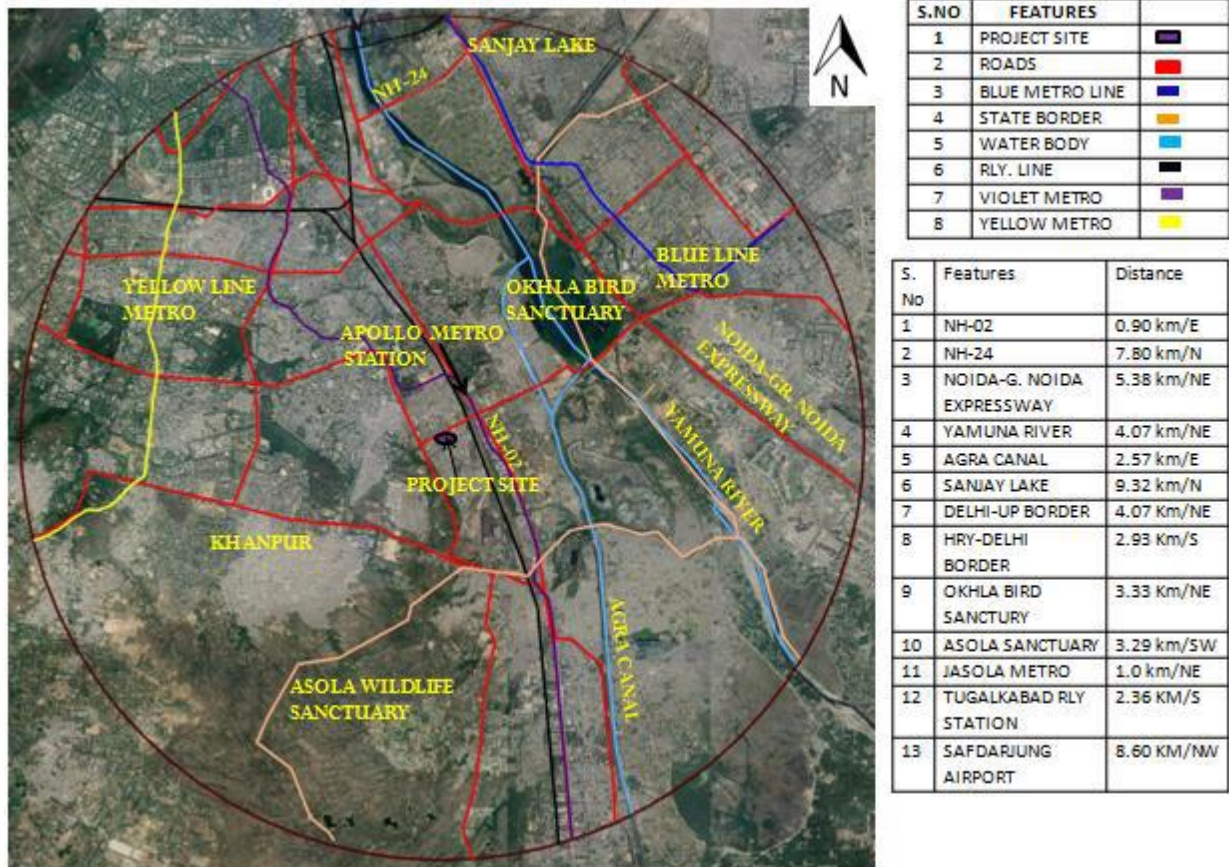 SANJAY LAKE
NH-24
YELLOW LINE
METRO
APOLLO METRO
STATION
OKHLA BIRD
SANCTUARY
BLUE LINE
METRO
NOIDA-GR. NOIDA
EXPRESSWAY
NH-02
YAMUNA RIVER
PROJECT SITE
KHANPUR
AGRA CANAL
ASOLA WILDLIFE
SANCTUARY
N
S.NO FEATURES
1 PROJECT SITE
2 ROADS
3 BLUE METRO LINE
4 STATE BORDER
5 WATER BODY
6 RLY. LINE
7 VIOLET METRO
8 YELLOW METRO
S. Features Distance
No
1 NH-02 0.90 km/E
2 NH-24 7.80 km/N
3 NOIDA-G. NOIDA 5.38 km/NE
EXPRESSWAY
4 YAMUNA RIVER 4.07 km/NE
5 AGRA CANAL 2.57 km/E
6 SANJAY LAKE 9.32 km/N
7 DELHI-UP BORDER 4.07 km/NE
8 HRY-DELHI 2.93 Km/S
BORDER
9 OKHLA BIRD 3.33 km/NE
SANCTURY
10 ASOLA SANCTUARY 3.29 km/SW
11 JASOLA METRO 1.0 km/NE
12 TUGALKABAD RLY 2.36 KM/S
STATION
13 SAFDARJUNG 8.60 KM/NW
AIRPORT